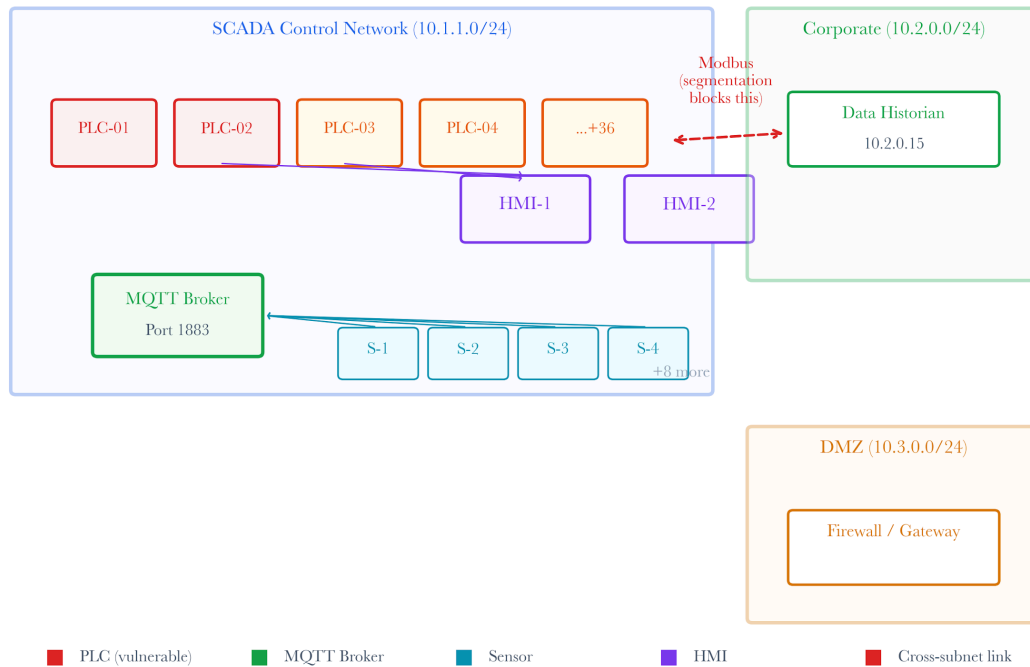 SCADA Control Network (10.1.1.0/24)
Corporate (10.2.0.0/24)
Modbus
(segmentation
blocks this)
PLC-01
PLC-02
PLC-03
PLC-04
...+36
Data Historian
10.2.0.15
HMI-1
HMI-2
MQTT Broker
Port 1883
S-1
S-2
S-3
S-4
+8 more
DMZ (10.3.0.0/24)
Firewall / Gateway
PLC (vulnerable)
MQTT Broker
Sensor
HMI
Cross-subnet link